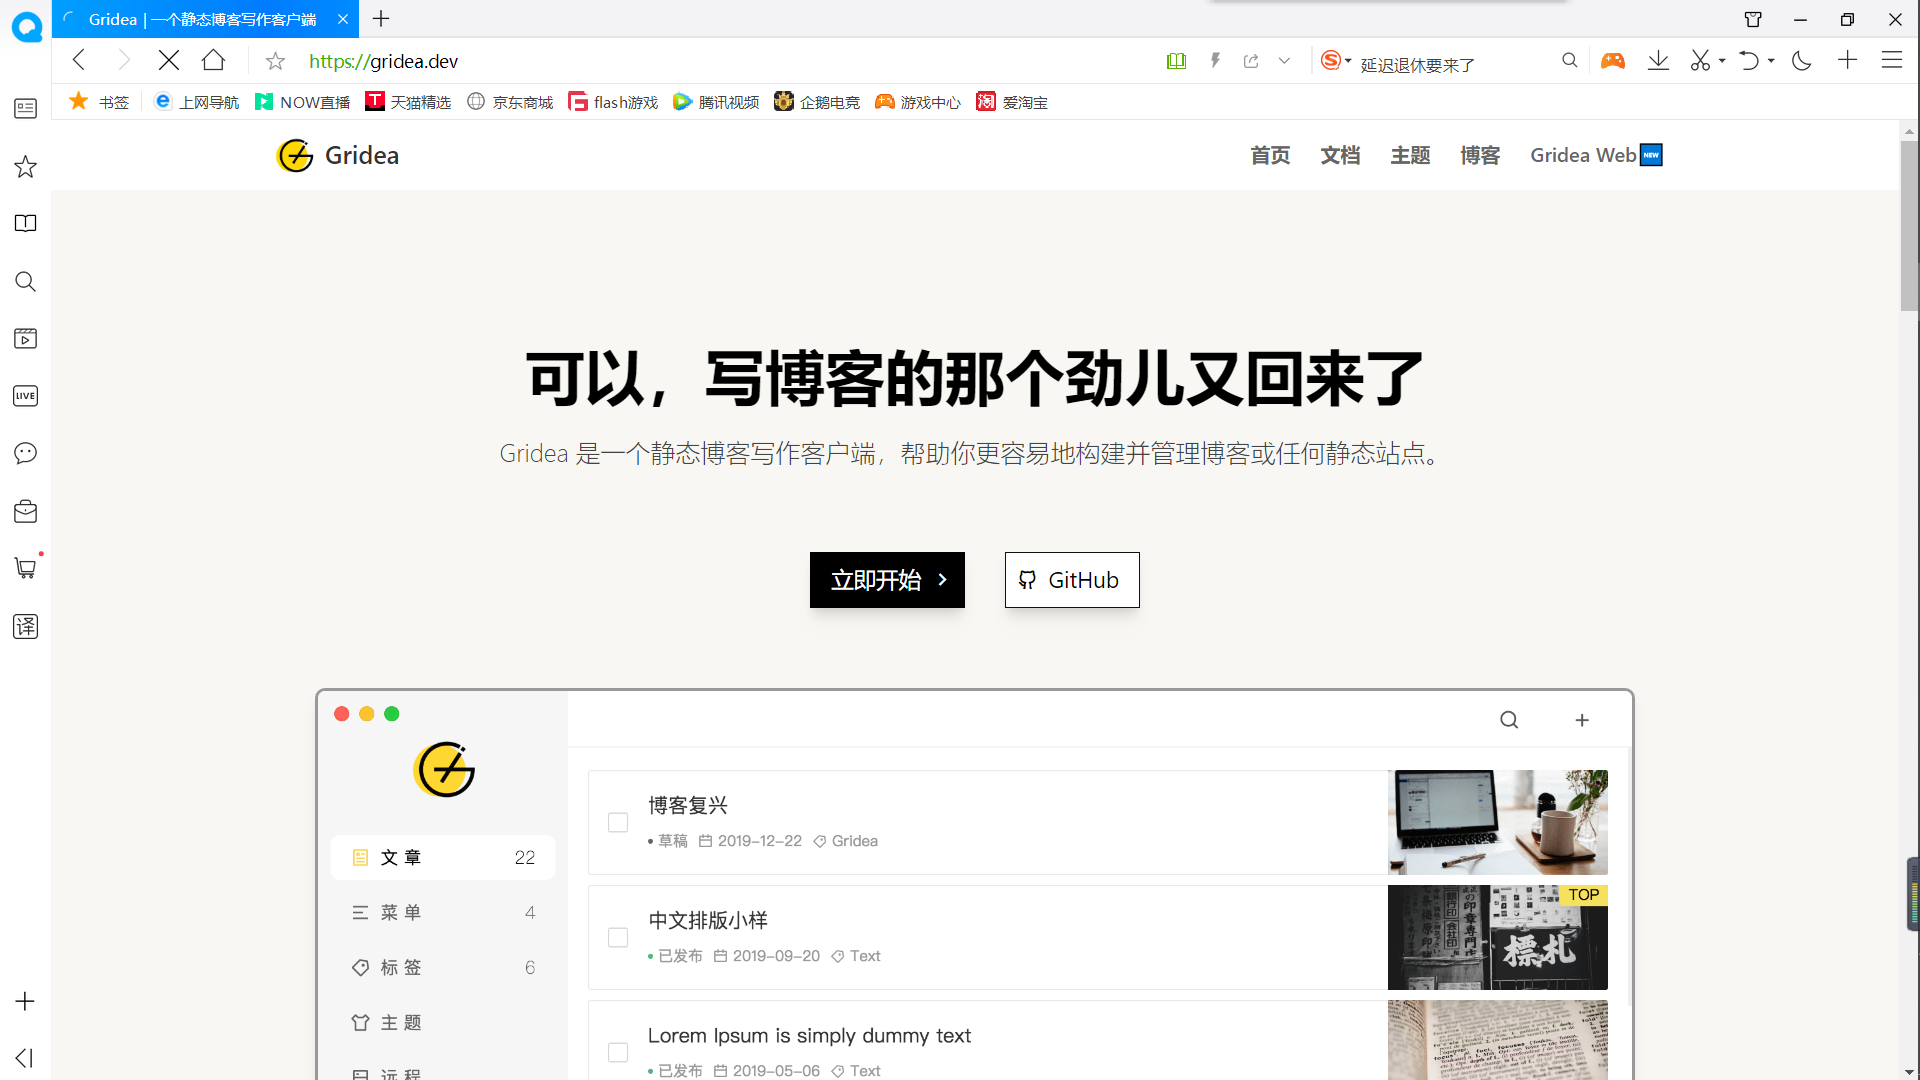 Gridea | 一个静态博客写作客户端
https://gridea.dev
延迟退休要来了
书签 上网导航 NOW直播 天猫精选 京东商城 flash游戏 腾讯视频 企鹅电竞 游戏中心 爱淘宝
Gridea 首页 文档 主题 博客 Gridea Web NEW
LIVE
译
可以，写博客的那个劲儿又回来了
Gridea 是一个静态博客写作客户端，帮助你更容易地构建并管理博客或任何静态站点。
立即开始 GitHub
文章 22
菜单 4
标签 6
主题
远程
博客复兴
草稿 2019-12-22 Gridea
中文排版小样
已发布 2019-09-20 Text
TOP
標札
Lorem Ipsum is simply dummy text
已发布 2019-05-06 Text